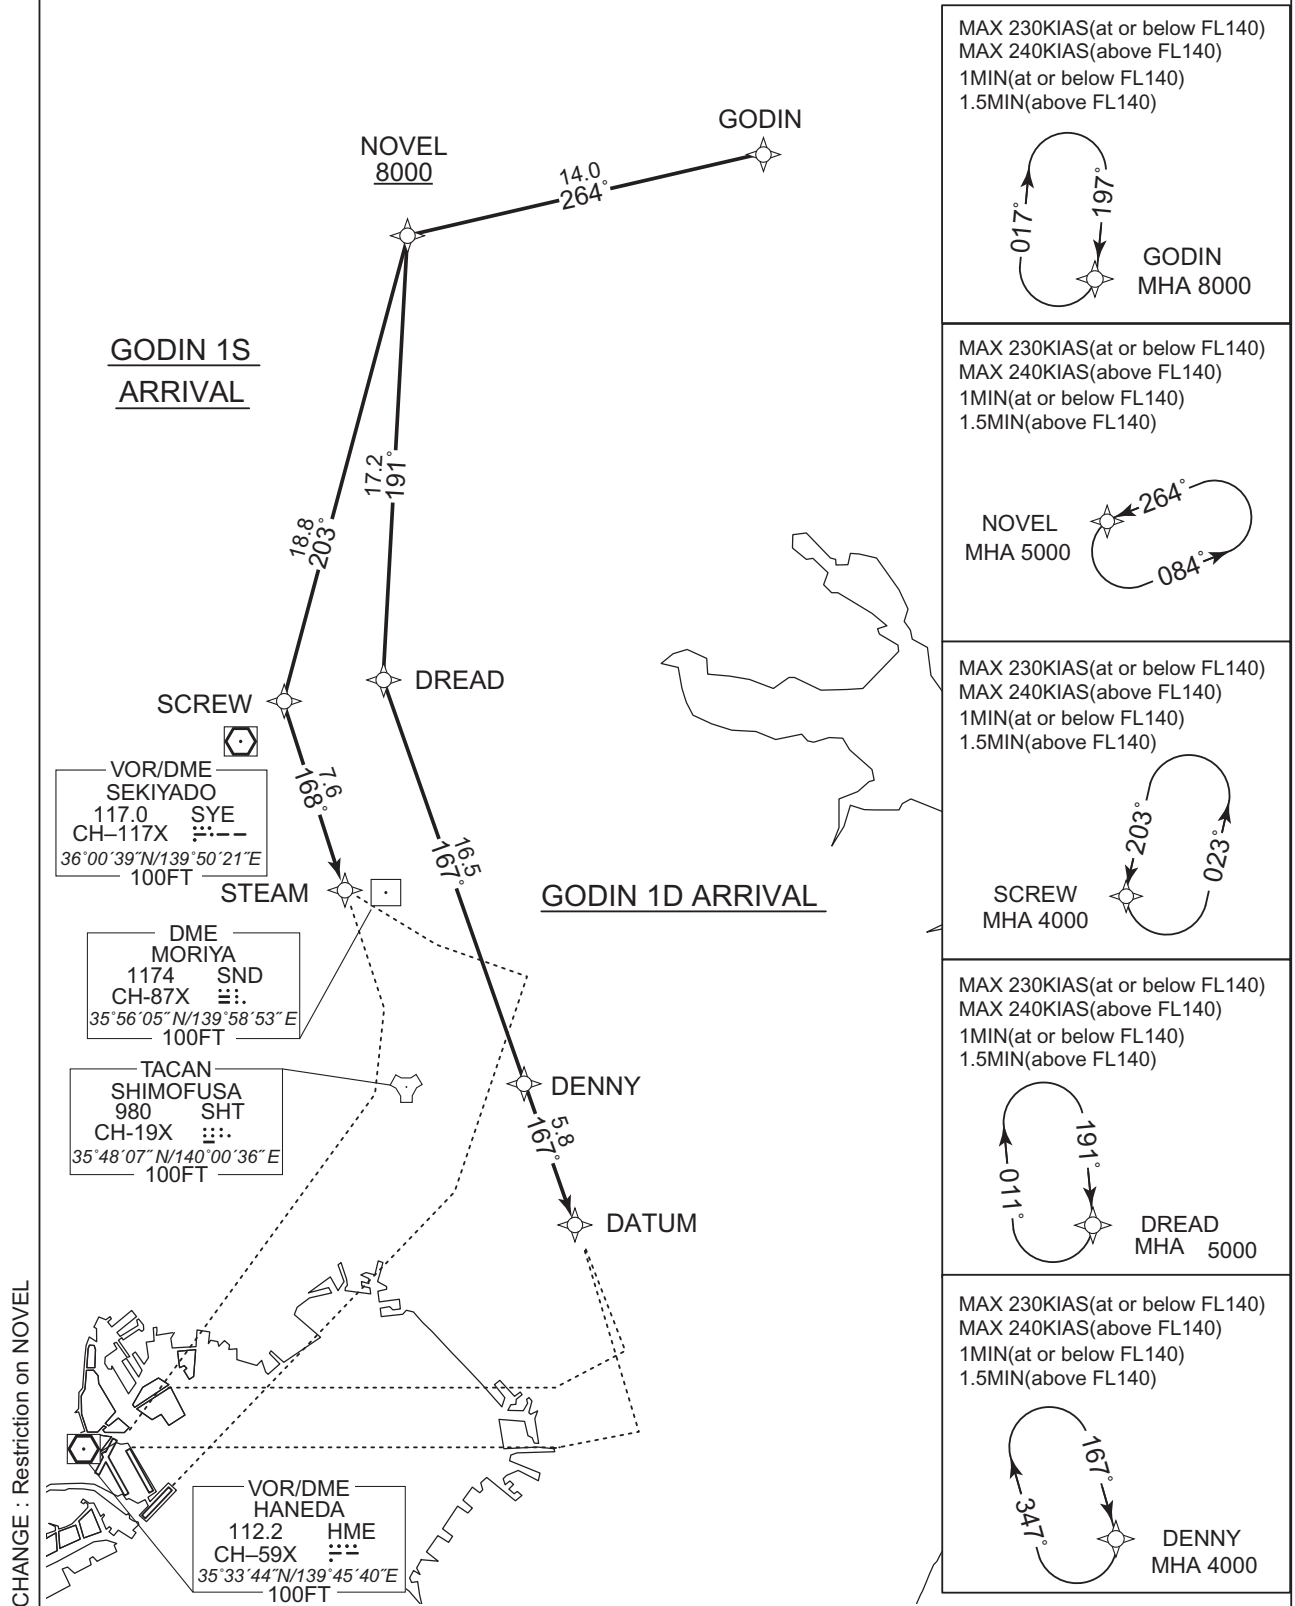 GODIN
NOVEL
8000
14.0
264°
GODIN 1S
ARRIVAL
17.2
191°
18.8
203°
DREAD
SCREW
7.6
168°
VOR/DME
SEKIYADO
117.0 SYE
CH–117X
36°00´39˝N/139°50´21˝E
100FT
16.5
167°
STEAM
GODIN 1D ARRIVAL
DME
MORIYA
1174 SND
CH-87X
35°56´05˝N/139°58´53˝E
100FT
TACAN
SHIMOFUSA
980 SHT
CH-19X
35°48´07˝N/140°00´36˝E
100FT
DENNY
5.8
167°
DATUM
VOR/DME
HANEDA
112.2 HME
CH–59X
35°33´44˝N/139°45´40˝E
100FT
CHANGE : Restriction on NOVEL
MAX 230KIAS(at or below FL140)
MAX 240KIAS(above FL140)
1MIN(at or below FL140)
1.5MIN(above FL140)
017°
197°
GODIN
MHA 8000
MAX 230KIAS(at or below FL140)
MAX 240KIAS(above FL140)
1MIN(at or below FL140)
1.5MIN(above FL140)
264°
NOVEL
MHA 5000
084°
MAX 230KIAS(at or below FL140)
MAX 240KIAS(above FL140)
1MIN(at or below FL140)
1.5MIN(above FL140)
203°
023°
SCREW
MHA 4000
MAX 230KIAS(at or below FL140)
MAX 240KIAS(above FL140)
1MIN(at or below FL140)
1.5MIN(above FL140)
191°
011°
DREAD
MHA 5000
MAX 230KIAS(at or below FL140)
MAX 240KIAS(above FL140)
1MIN(at or below FL140)
1.5MIN(above FL140)
167°
347°
DENNY
MHA 4000